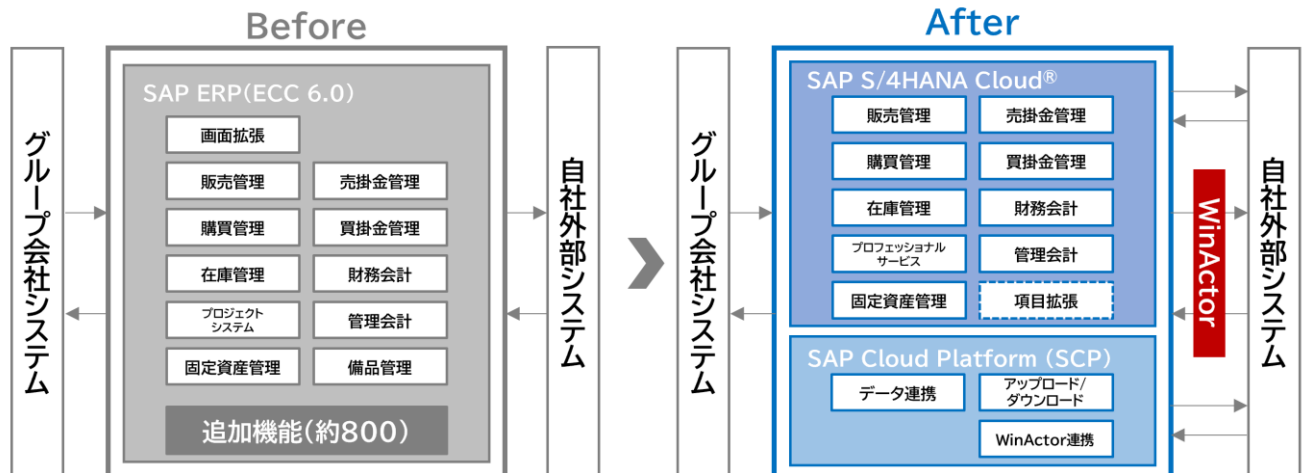 Before
グループ会社システム
SAP ERP(ECC 6.0)
画面拡張
販売管理
売掛金管理
購買管理
買掛金管理
在庫管理
財務会計
プロジェクト
システム
管理会計
固定資産管理
備品管理
追加機能(約800)
自社外部システム
After
グループ会社システム
SAP S/4HANA Cloud®
販売管理
売掛金管理
購買管理
買掛金管理
在庫管理
財務会計
プロフェッショナル
サービス
管理会計
固定資産管理
項目拡張
SAP Cloud Platform (SCP)
データ連携
アップロード/
ダウンロード
WinActor連携
WinActor
自社外部システム